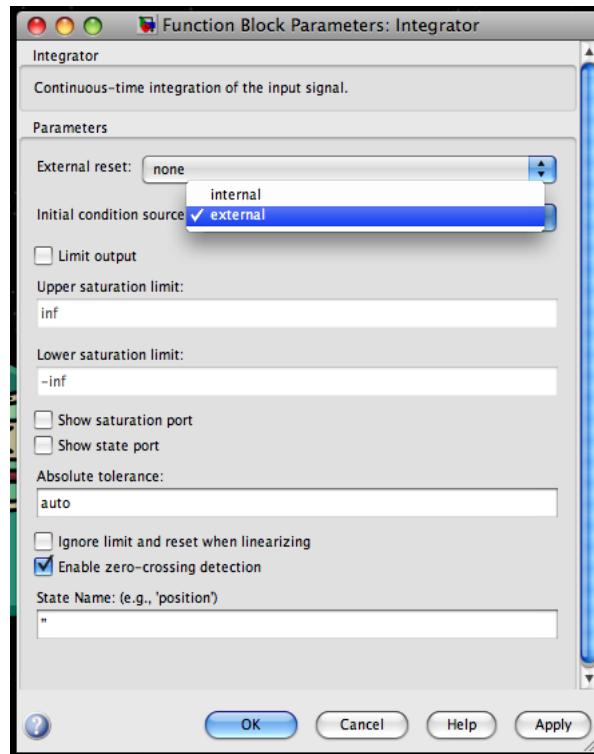 Function Block Parameters: Integrator
Integrator
Continuous-time integration of the input signal.
Parameters
External reset: none
internal
Initial condition source ✓ external
Limit output
Upper saturation limit:
inf
Lower saturation limit:
-inf
Show saturation port
Show state port
Absolute tolerance:
auto
Ignore limit and reset when linearizing
Enable zero-crossing detection
State Name: (e.g., 'position')
''
? OK Cancel Help Apply